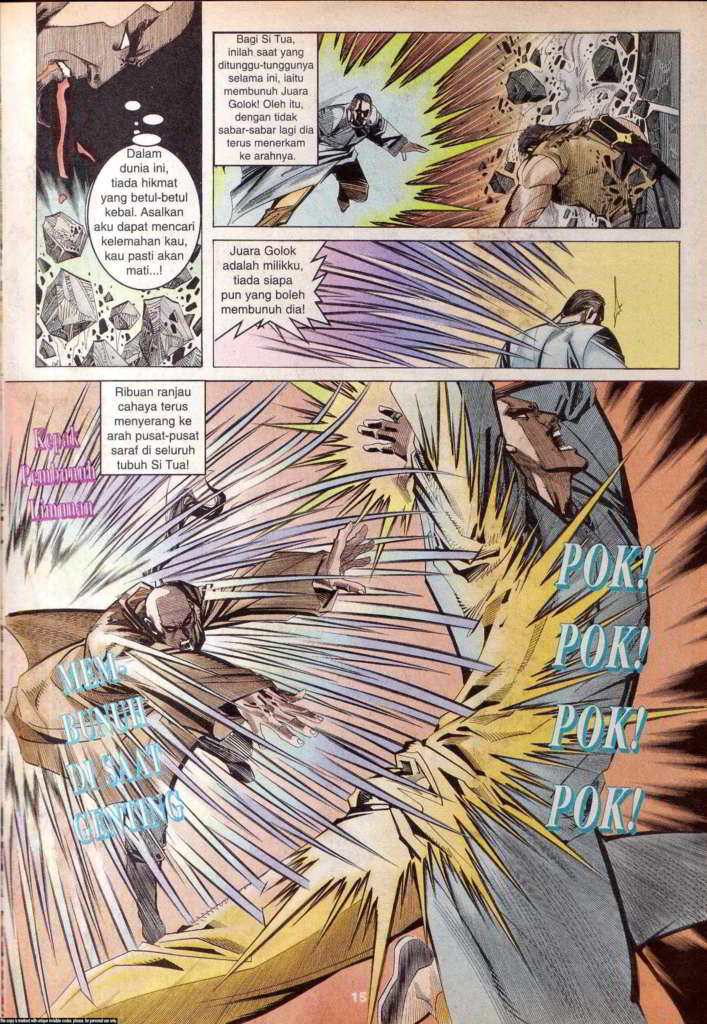 Dalam
dunia ini,
tiada hikmat
yang betul-betul
kebal. Asalkan
aku dapat mencari
kelemahan kau,
kau pasti akan
mati...!
Bagi Si Tua,
inilah saat yang
ditunggu-tunggunya
selama ini, iaitu
membunuh Juara
Golok! Oleh itu,
dengan tidak
sabar-sabar lagi dia
terus menerkam
ke arahnya.
Juara Golok
adalah milikku,
tiada siapa
pun yang boleh
membunuh dia!
Ribuan ranjau
cahaya terus
menyerang ke
arah pusat-pusat
saraf di seluruh
tubuh Si Tua!
Kepak
Pembunuh
MEM-
BUNUH
DI SAAT
GENTING
POK!
POK!
POK!
POK!
15